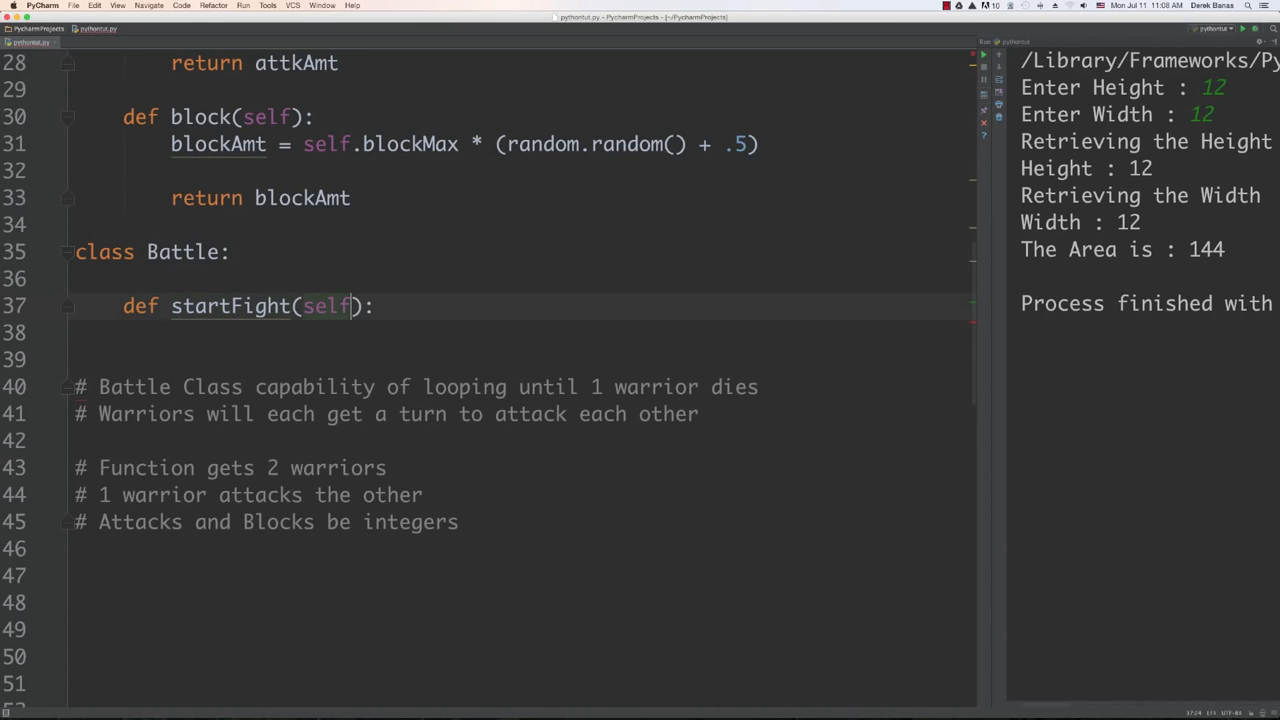 PyCharm File Edit View Navigate Code Refactor Run Tools VCS Window Help 10 Mon Jul 11 11:08 AM Derek Banas
pythontut.py - PycharmProjects - [~/PycharmProjects]
PycharmProjects pythontut.py pythontut
pythontut.py Run pythontut
28 return attkAmt
29
30 def block(self):
31 blockAmt = self.blockMax * (random.random() + .5)
32
33 return blockAmt
34
35 class Battle:
36
37 def startFight(self):
38
39
40 # Battle Class capability of looping until 1 warrior dies
41 # Warriors will each get a turn to attack each other
42
43 # Function gets 2 warriors
44 # 1 warrior attacks the other
45 # Attacks and Blocks be integers
46
47
48
49
50
51
/Library/Frameworks/Py
Enter Height : 12
Enter Width : 12
Retrieving the Height
Height : 12
Retrieving the Width
Width : 12
The Area is : 144
Process finished with
37:24 LF UTF-8